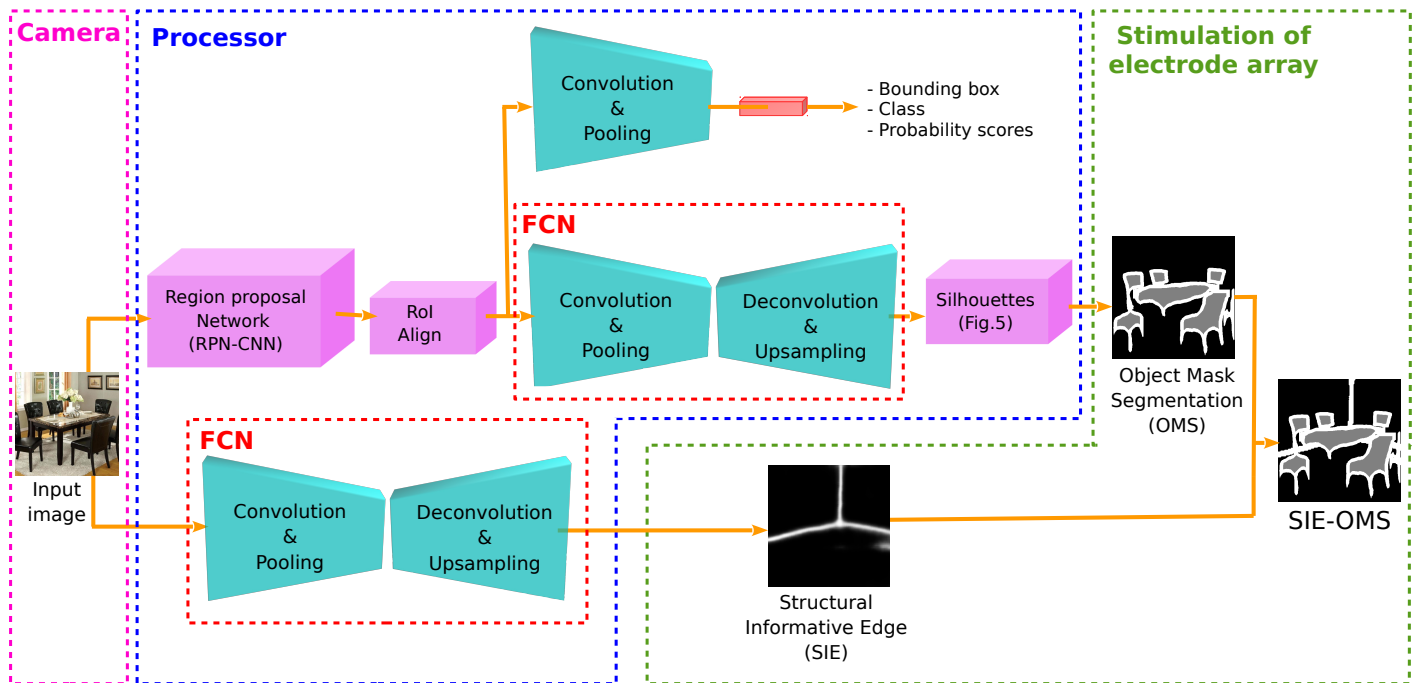 Camera
Processor
Stimulation of
electrode array
Convolution
&
Pooling
- Bounding box
- Class
- Probability scores
FCN
Region proposal
Network
(RPN-CNN)
RoI
Align
Convolution
&
Pooling
Deconvolution
&
Upsampling
Silhouettes
(Fig.5)
Object Mask
Segmentation
(OMS)
Input
image
FCN
Convolution
&
Pooling
Deconvolution
&
Upsampling
Structural
Informative Edge
(SIE)
SIE-OMS